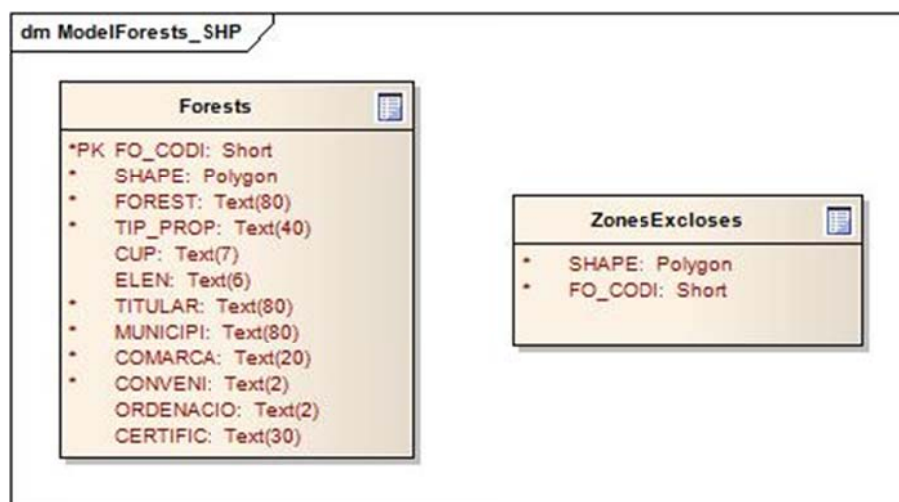 dm ModelForests_SHP
Forests
*PK FO_CODI: Short
* SHAPE: Polygon
* FOREST: Text(80)
* TIP_PROP: Text(40)
CUP: Text(7)
ELEN: Text(6)
* TITULAR: Text(80)
* MUNICIPI: Text(80)
* COMARCA: Text(20)
* CONVENI: Text(2)
ORDENACIO: Text(2)
CERTIFIC: Text(30)
ZonesExcloses
* SHAPE: Polygon
* FO_CODI: Short